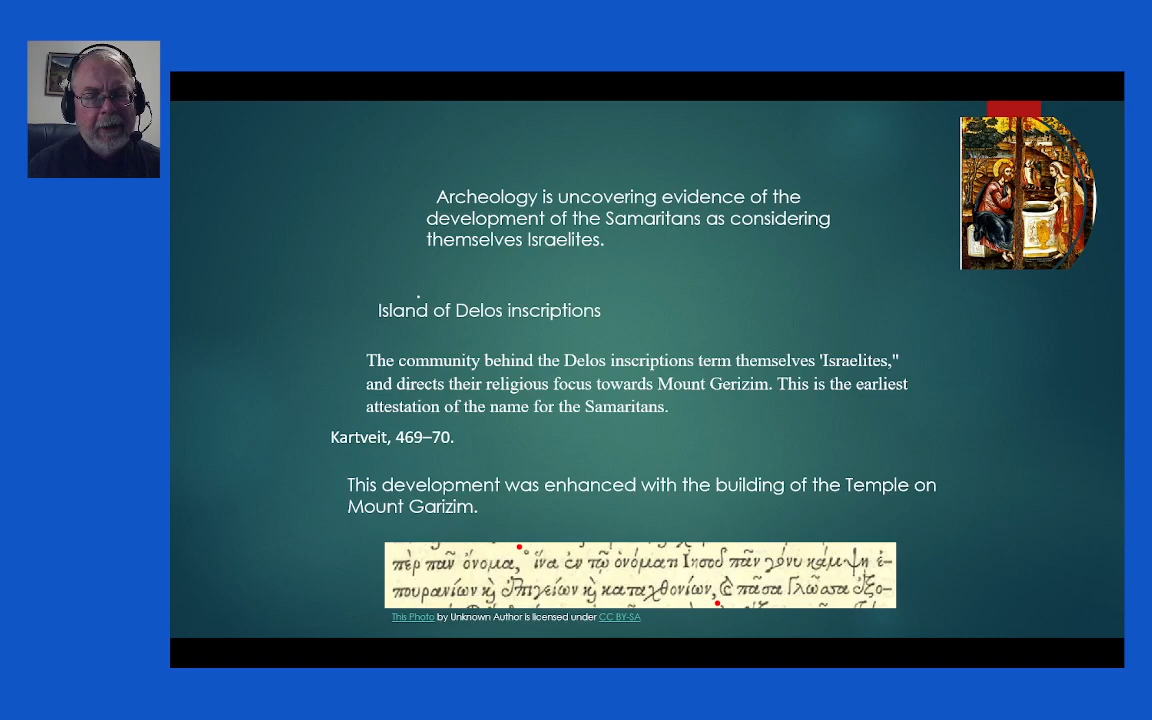 Archeology is uncovering evidence of the
development of the Samaritans as considering
themselves Israelites.
Island of Delos inscriptions
The community behind the Delos inscriptions term themselves 'Israelites,"
and directs their religious focus towards Mount Gerizim. This is the earliest
attestation of the name for the Samaritans.
Kartveit, 469–70.
This development was enhanced with the building of the Temple on
Mount Garizim.
πὲρ πᾶν ὄνομα, ἵνα ἐν τῷ ὀνόματι Ἰησοῦ πᾶν γόνυ κάμψῃ ἐ-
πουρανίων κὴ ἐπιγείων κὴ καταχθονίων, ⳤ πᾶσα γλῶσσα ἐξο-
This Photo by Unknown Author is licensed under CC BY-SA